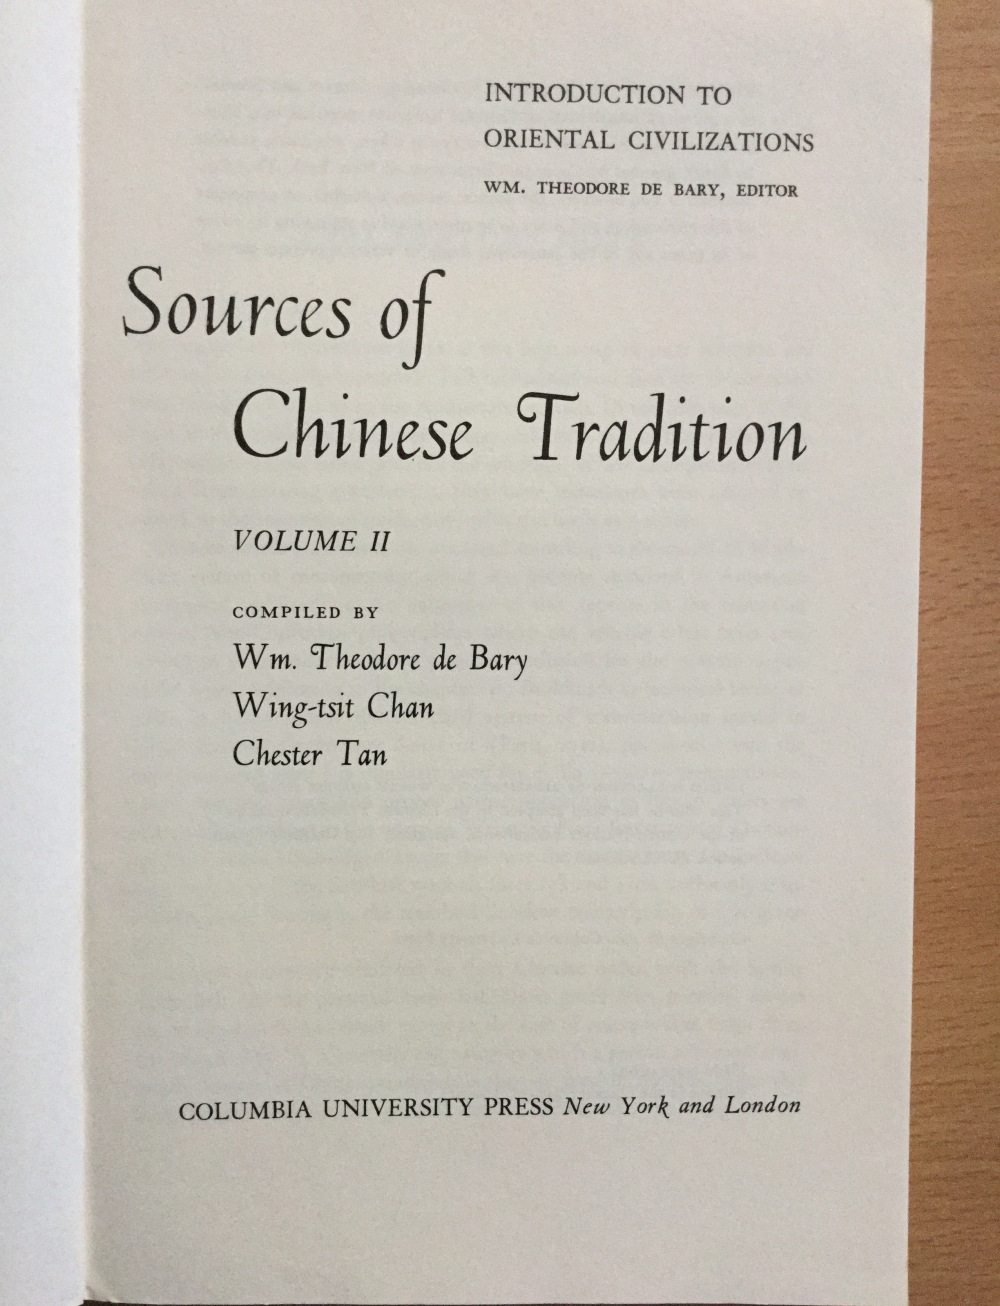 INTRODUCTION TO
ORIENTAL CIVILIZATIONS
WM. THEODORE DE BARY, EDITOR
Sources of
Chinese Tradition
VOLUME II
COMPILED BY
Wm. Theodore de Bary
Wing-tsit Chan
Chester Tan
COLUMBIA UNIVERSITY PRESS New York and London